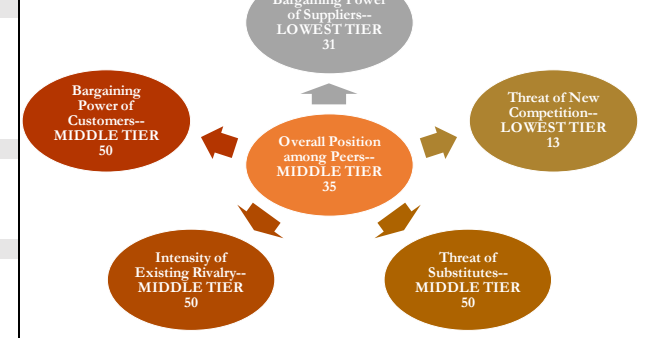 Bargaining Power
of Suppliers--
LOWEST TIER
31
Bargaining
Power of
Customers--
MIDDLE TIER
50
Threat of New
Competition--
LOWEST TIER
13
Overall Position
among Peers--
MIDDLE TIER
35
Intensity of
Existing Rivalry--
MIDDLE TIER
50
Threat of
Substitutes--
MIDDLE TIER
50